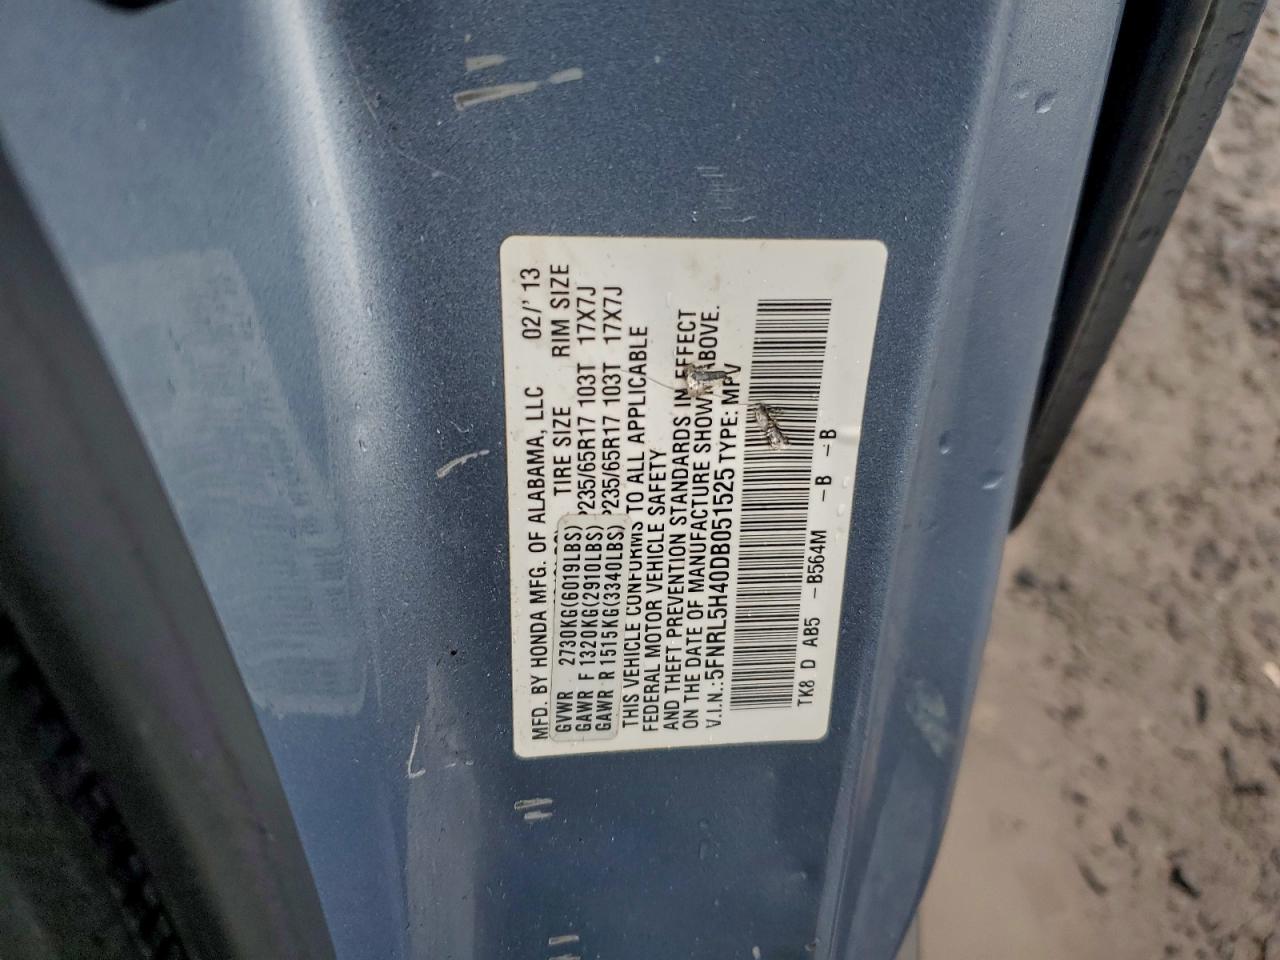 MFD. BY HONDA MFG. OF ALABAMA, LLC 02/'13
GVWR 2730KG(6019LBS) TIRE SIZE RIM SIZE
GAWR F 1320KG(2910LBS) P235/65R17 103T 17X7J
GAWR R 1515KG(3340LBS) P235/65R17 103T 17X7J
THIS VEHICLE CONFORMS TO ALL APPLICABLE
FEDERAL MOTOR VEHICLE SAFETY
AND THEFT PREVENTION STANDARDS IN EFFECT
ON THE DATE OF MANUFACTURE SHOWN ABOVE.
V.I.N.:5FNRL5H40DB051525 TYPE: MPV
TK8 D AB5 -B564M -B -B